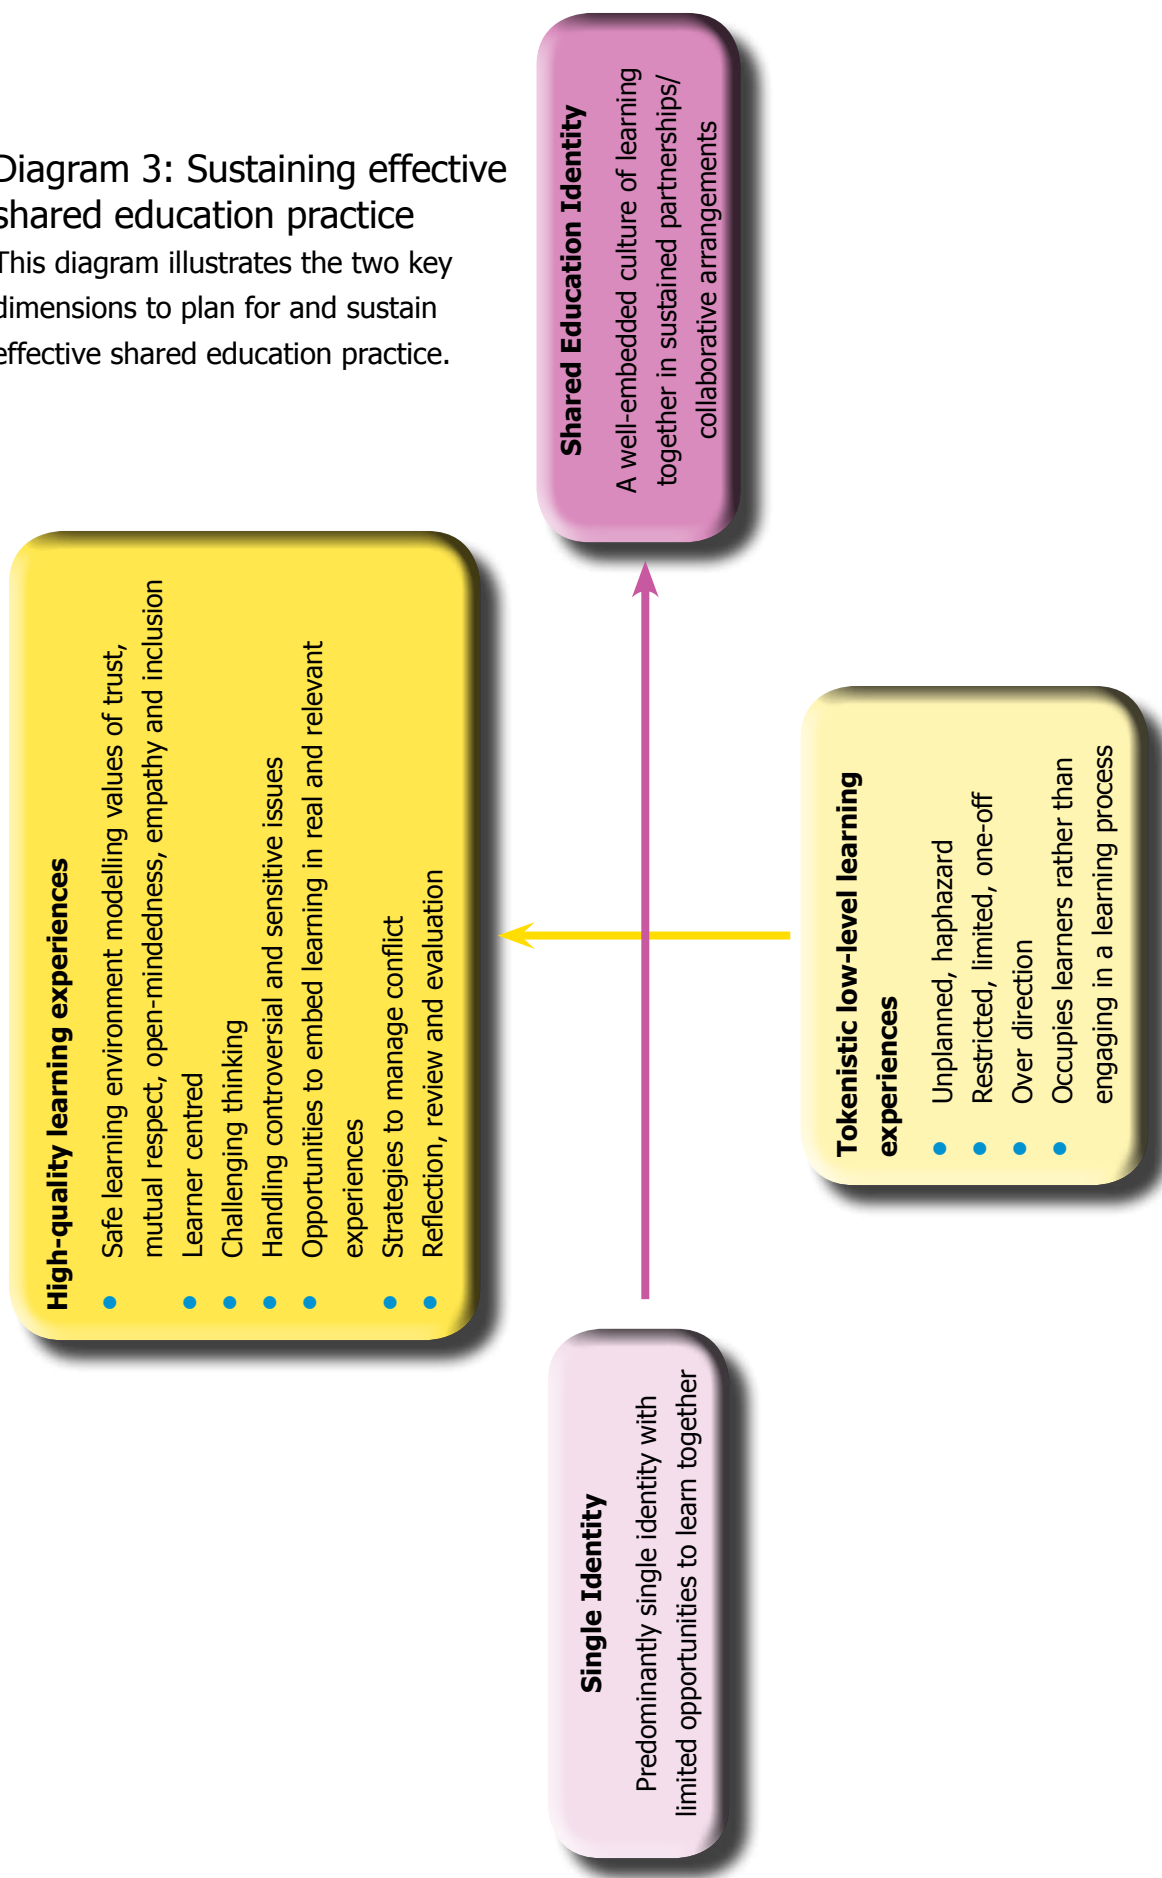 Diagram 3: Sustaining effective
shared education practice
This diagram illustrates the two key
dimensions to plan for and sustain
effective shared education practice.
High-quality learning experiences
• Safe learning environment modelling values of trust,
mutual respect, open-mindedness, empathy and inclusion
• Learner centred
• Challenging thinking
• Handling controversial and sensitive issues
• Opportunities to embed learning in real and relevant
experiences
• Strategies to manage conflict
• Reflection, review and evaluation
Single Identity
Predominantly single identity with
limited opportunities to learn together
Shared Education Identity
A well-embedded culture of learning
together in sustained partnerships/
collaborative arrangements
Tokenistic low-level learning
experiences
• Unplanned, haphazard
• Restricted, limited, one-off
• Over direction
• Occupies learners rather than
engaging in a learning process